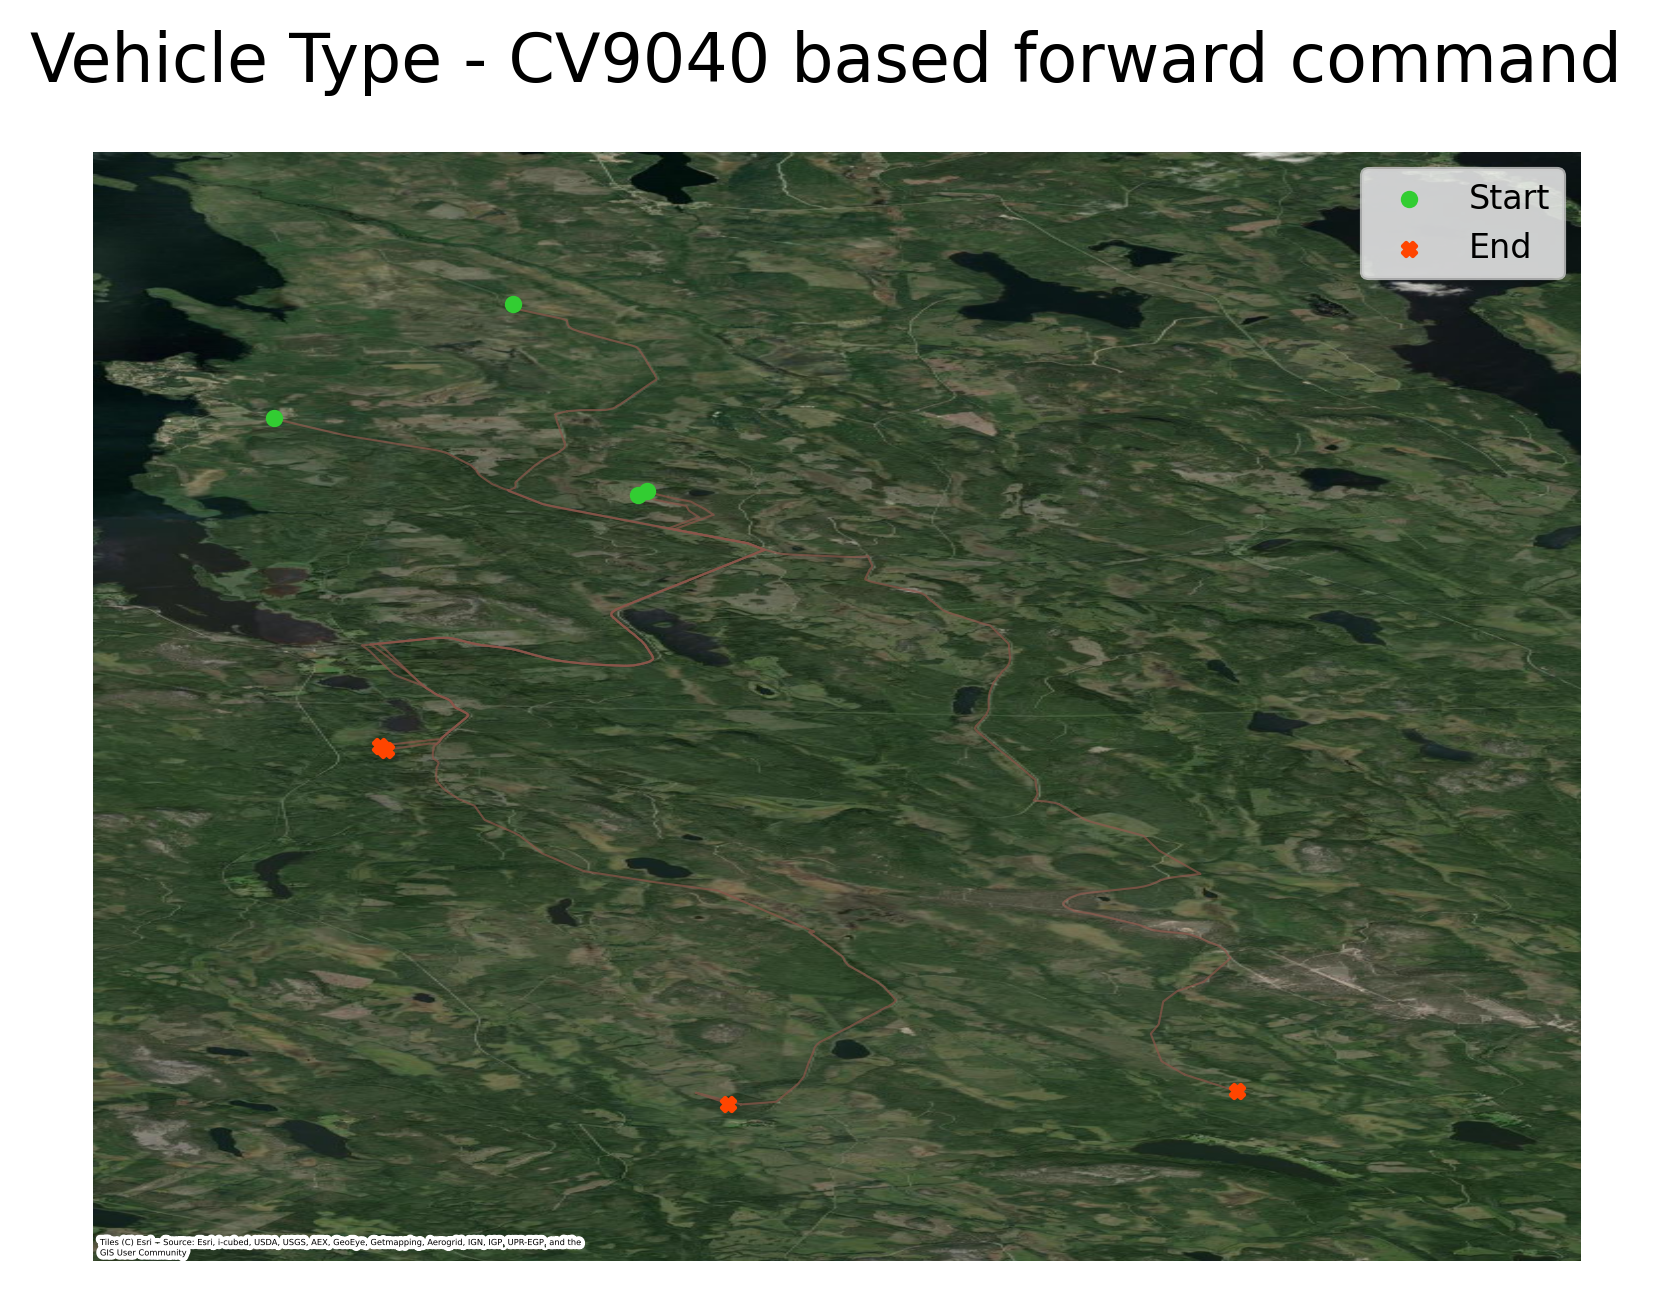 Vehicle Type - CV9040 based forward command
Start
End
Tiles (C) Esri -- Source: Esri, i-cubed, USDA, USGS, AEX, GeoEye, Getmapping, Aerogrid, IGN, IGP, UPR-EGP, and the
GIS User Community